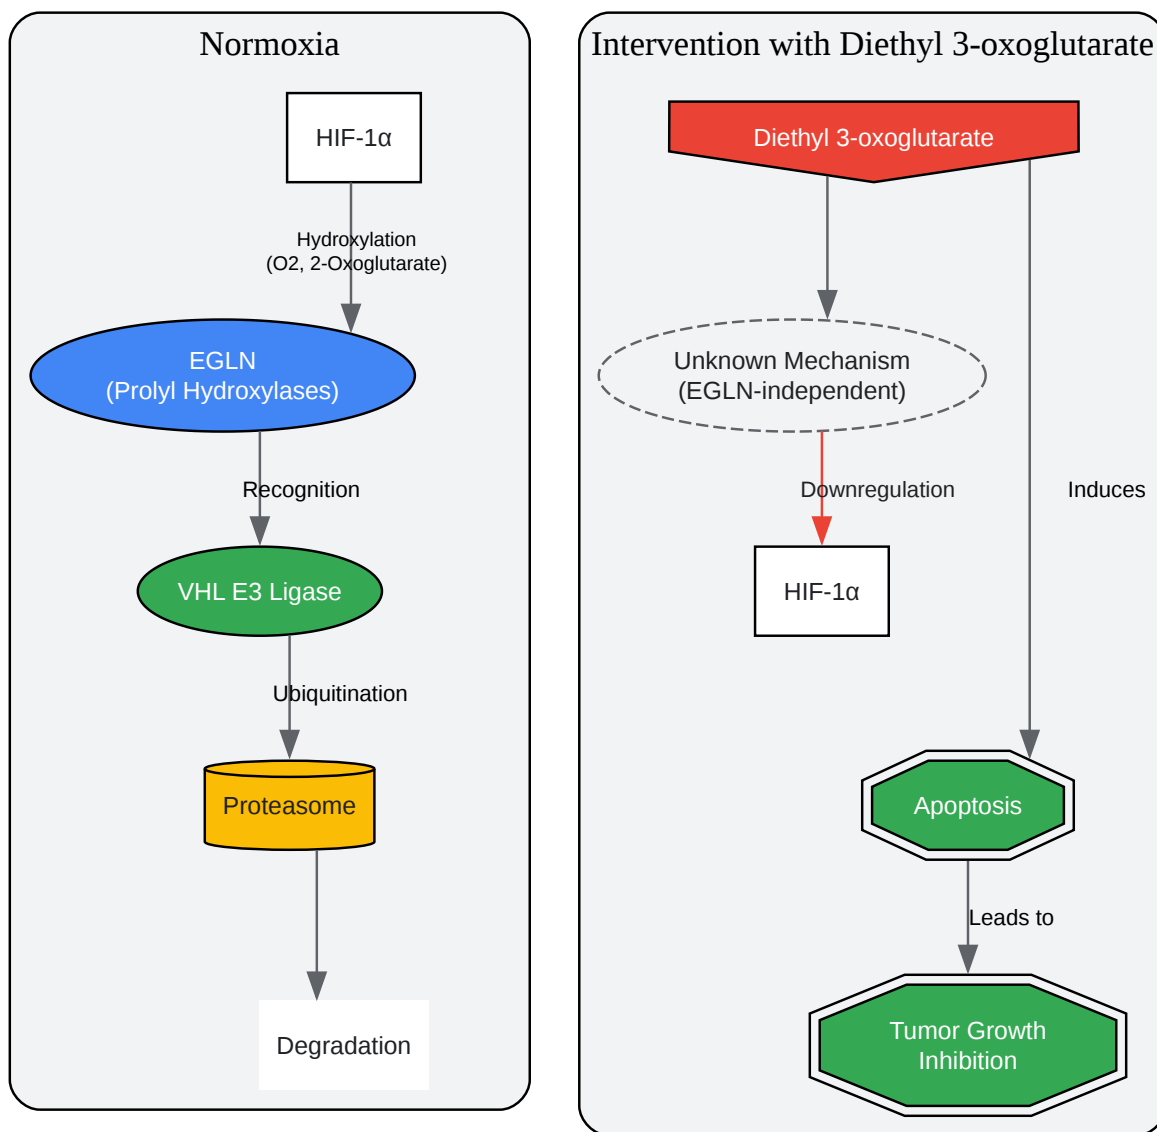 Normoxia
HIF-1α
Hydroxylation
(O2, 2-Oxoglutarate)
EGLN
(Prolyl Hydroxylases)
Recognition
VHL E3 Ligase
Ubiquitination
Proteasome
Degradation
Intervention with Diethyl 3-oxoglutarate
Diethyl 3-oxoglutarate
Unknown Mechanism
(EGLN-independent)
Downregulation
Induces
HIF-1α
Apoptosis
Leads to
Tumor Growth
Inhibition